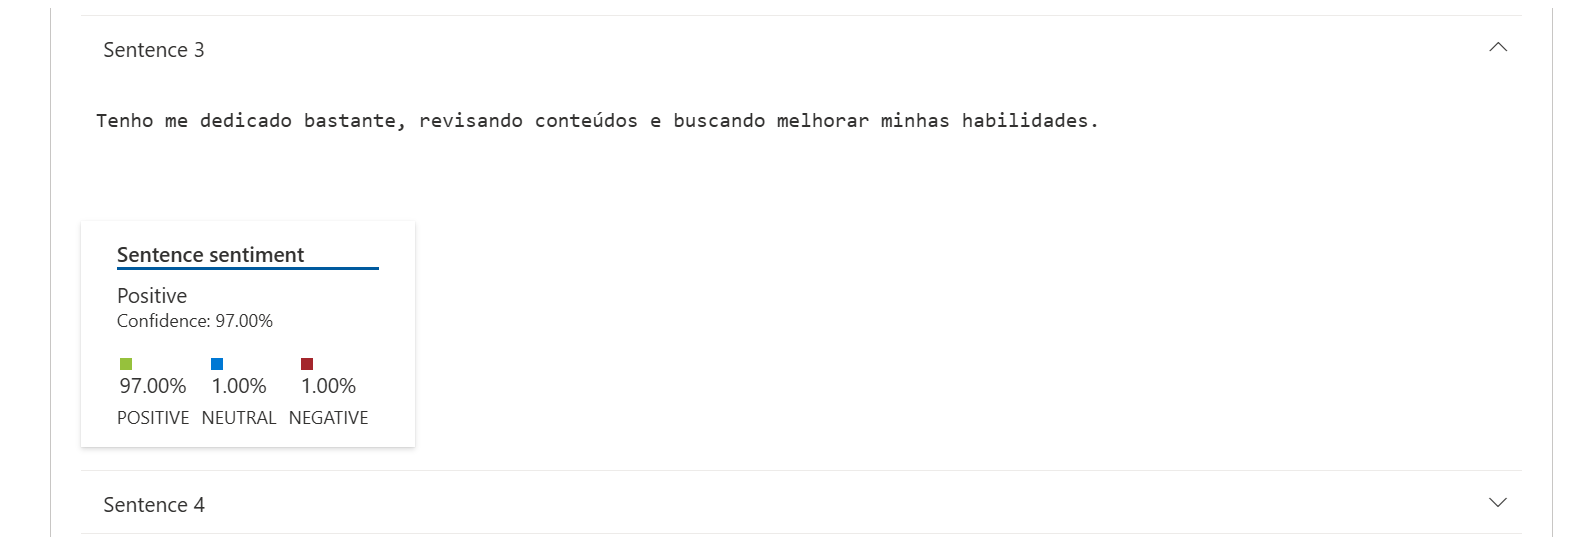 Sentence 3
Tenho me dedicado bastante, revisando conteúdos e buscando melhorar minhas habilidades.
Sentence sentiment
Positive
Confidence: 97.00%
97.00% 1.00% 1.00%
POSITIVE NEUTRAL NEGATIVE
Sentence 4